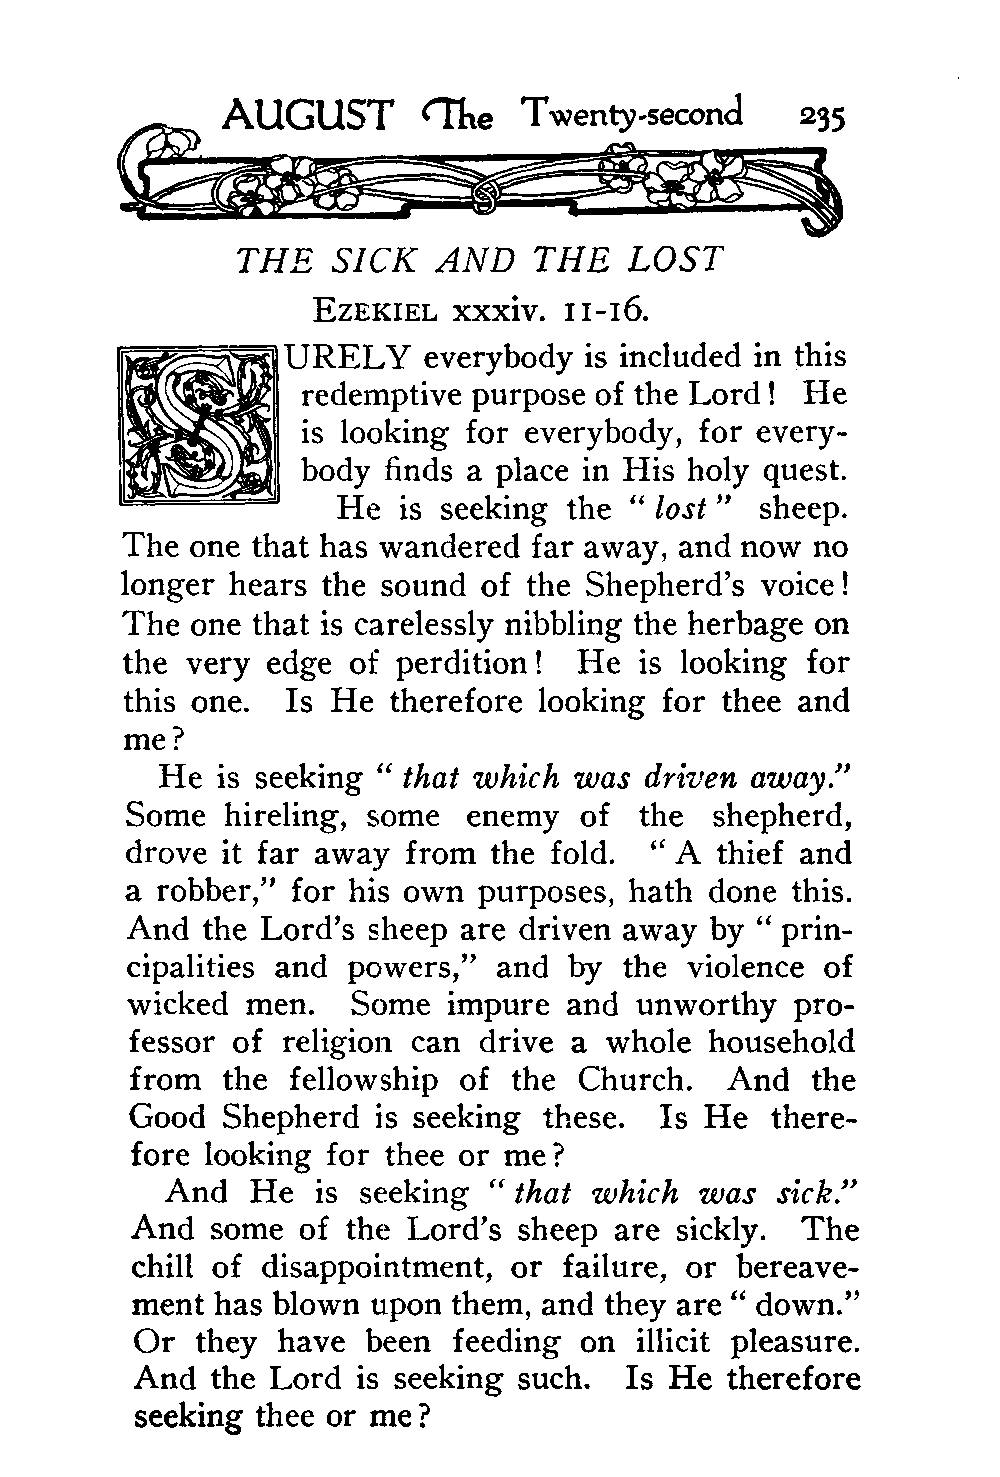 AUGUST The Twenty-second 235
THE SICK AND THE LOST
EZEKIEL xxxiv. 11-16.
SURELY everybody is included in this
redemptive purpose of the Lord! He
is looking for everybody, for every-
body finds a place in His holy quest.
He is seeking the "lost" sheep.
The one that has wandered far away, and now no
longer hears the sound of the Shepherd's voice!
The one that is carelessly nibbling the herbage on
the very edge of perdition! He is looking for
this one. Is He therefore looking for thee and
me?
He is seeking "that which was driven away."
Some hireling, some enemy of the shepherd,
drove it far away from the fold. "A thief and
a robber," for his own purposes, hath done this.
And the Lord's sheep are driven away by "prin-
cipalities and powers," and by the violence of
wicked men. Some impure and unworthy pro-
fessor of religion can drive a whole household
from the fellowship of the Church. And the
Good Shepherd is seeking these. Is He there-
fore looking for thee or me?
And He is seeking "that which was sick."
And some of the Lord's sheep are sickly. The
chill of disappointment, or failure, or bereave-
ment has blown upon them, and they are "down."
Or they have been feeding on illicit pleasure.
And the Lord is seeking such. Is He therefore
seeking thee or me?